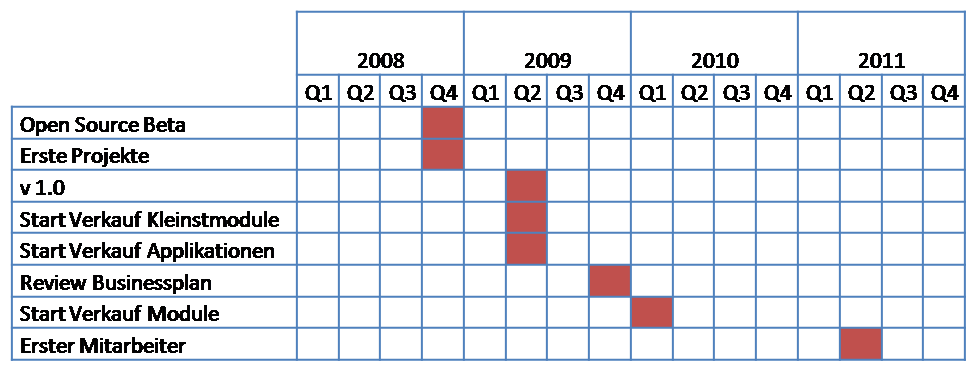 2008 2009 2010 2011
Q1 Q2 Q3 Q4 Q1 Q2 Q3 Q4 Q1 Q2 Q3 Q4 Q1 Q2 Q3 Q4
Open Source Beta
Erste Projekte
v 1.0
Start Verkauf Kleinstmodule
Start Verkauf Applikationen
Review Businessplan
Start Verkauf Module
Erster Mitarbeiter